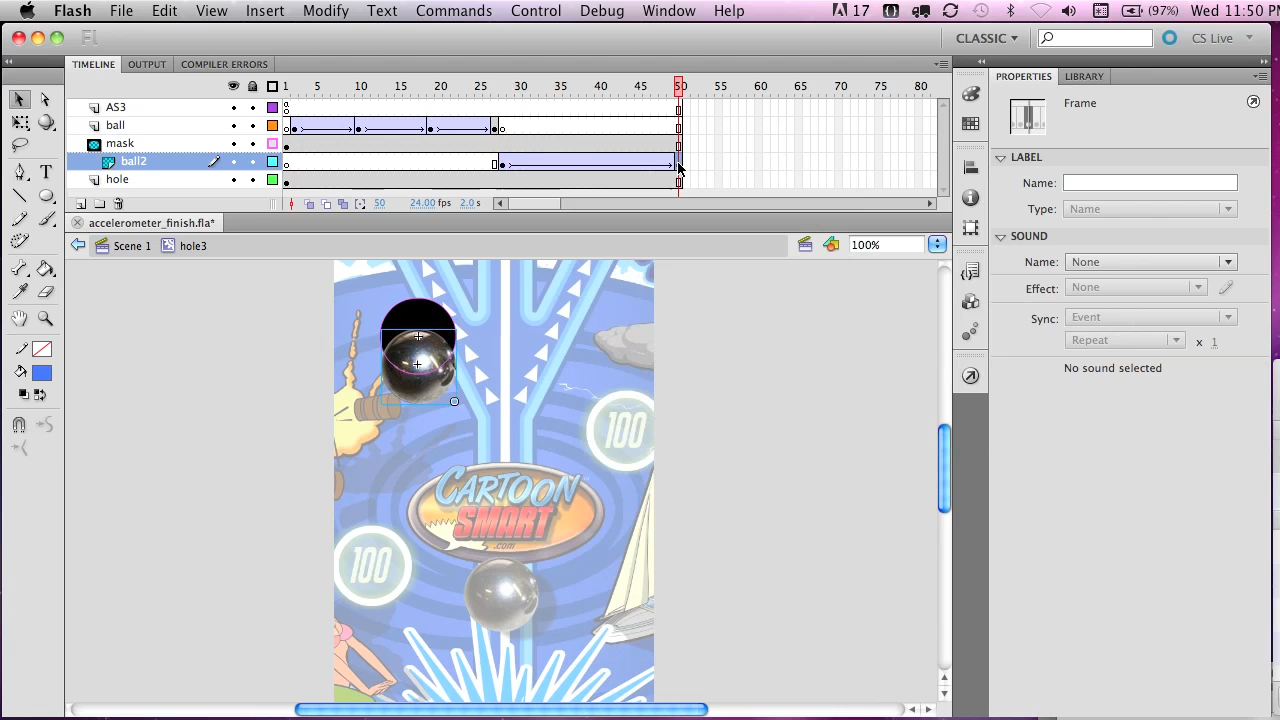 Flash File Edit View Insert Modify Text Commands Control Debug Window Help 17 (97%) Wed 11:50 P
Fl CLASSIC CS Live
TIMELINE OUTPUT COMPILER ERRORS
1 5 10 15 20 25 30 35 40 45 50 55 60 65 70 75 80
AS3
ball
mask
ball2
hole
50 24.00 fps 2.0 s
accelerometer_finish.fla*
Scene 1 hole3 100%
100
CARTOON
SMART
.com
100
PROPERTIES LIBRARY
Frame
LABEL
Name:
Type: Name
SOUND
Name: None
Effect: None
Sync: Event
Repeat x 1
No sound selected